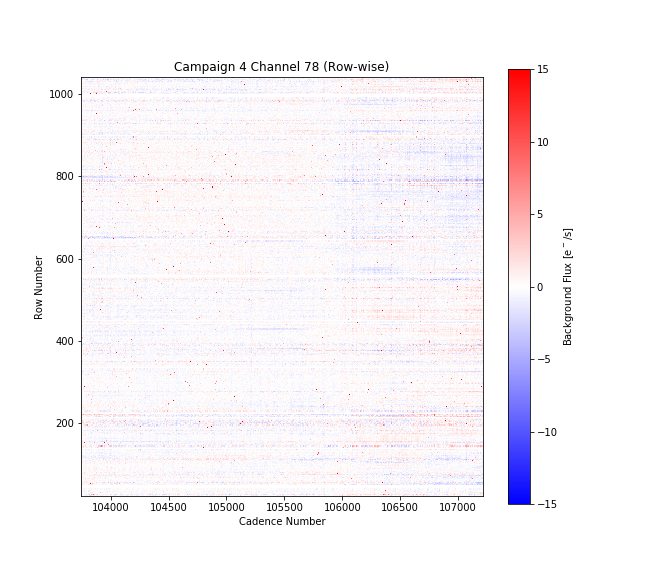 Campaign 4 Channel 78 (Row-wise)
1000
800
600
400
200
Row Number
104000 104500 105000 105500 106000 106500 107000
Cadence Number
15
10
5
0
−5
−10
−15
Background Flux [e⁻/s]